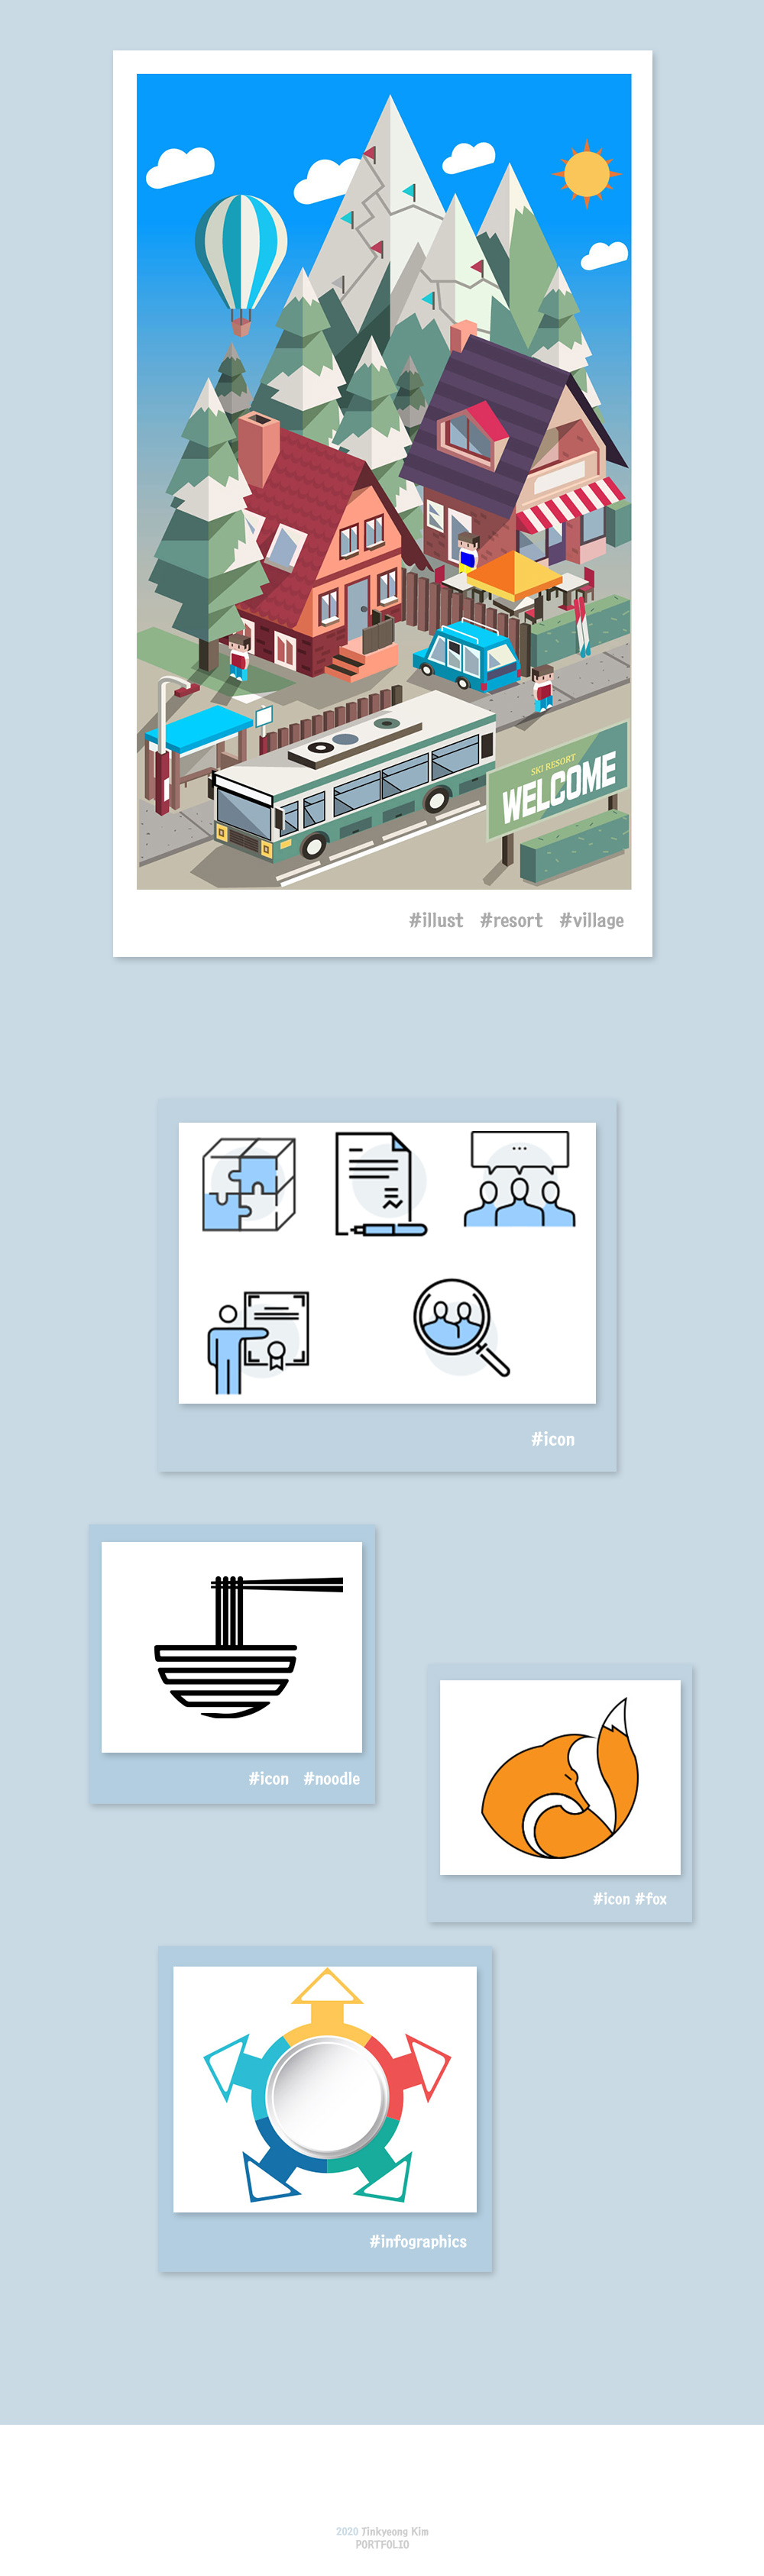 SKI RESORT
WELCOME
#illust #resort #village
...
#icon
#icon #noodle
#icon #fox
#infographics
2020 Jinkyeong Kim
PORTFOLIO